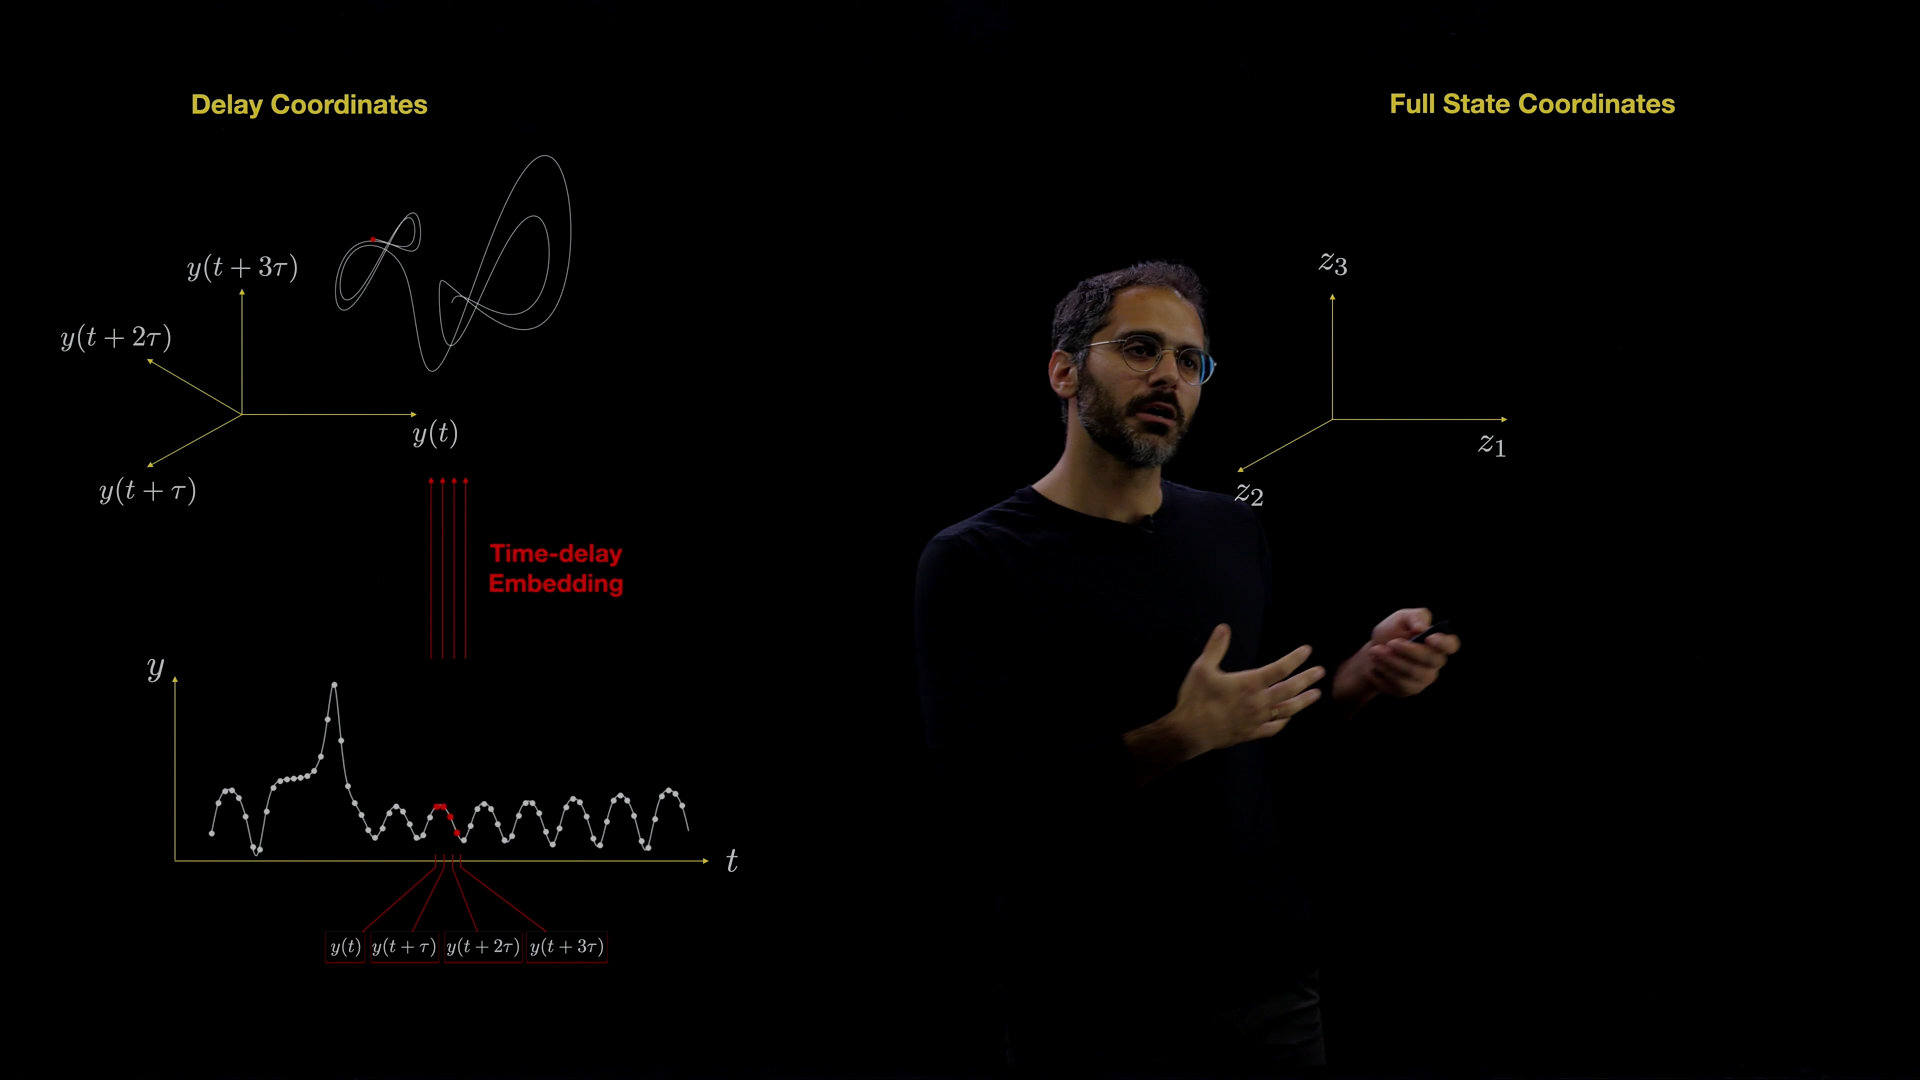 Delay Coordinates
Full State Coordinates
y(t + 3τ)
y(t + 2τ)
y(t)
y(t + τ)
z₃
z₁
z₂
Time-delay
Embedding
y
t
y(t) y(t + τ) y(t + 2τ) y(t + 3τ)